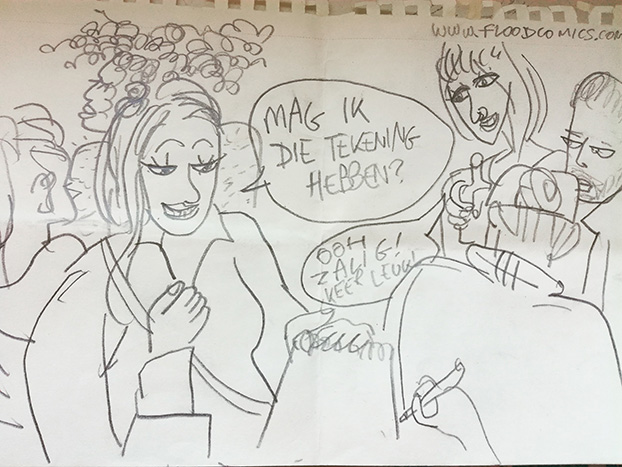 WWW.FLOODCOMICS.COM
MAG IK
DIE TEKENING
HEBBEN?
OOH
ZALIG!
KEER LEUK!